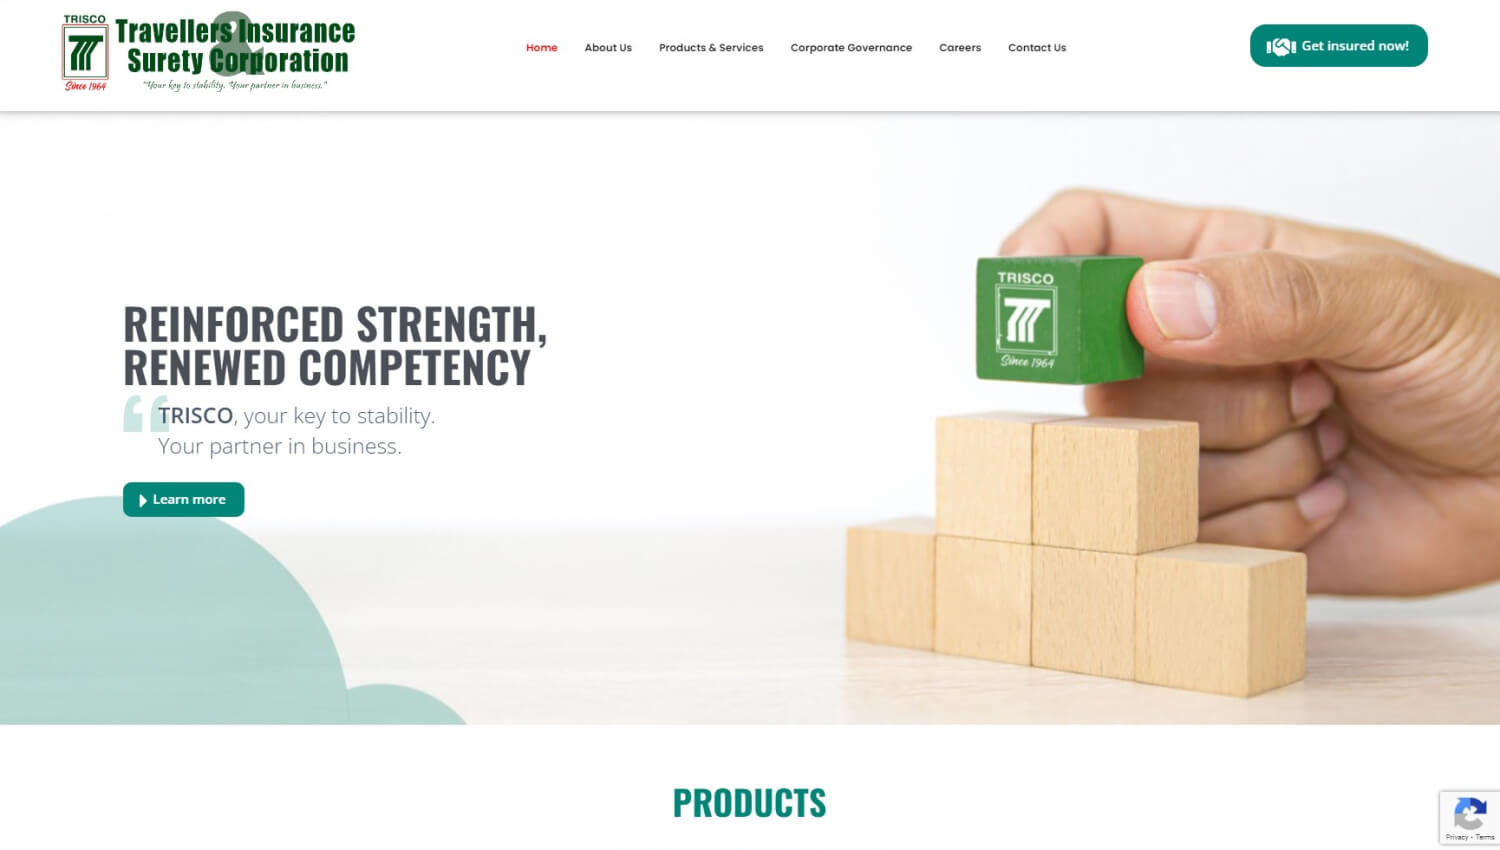 TRISCO
Travellers Insurance
&
Surety Corporation
Since 1964
"Your key to stability. Your partner in business."
Home
About Us
Products & Services
Corporate Governance
Careers
Contact Us
Get insured now!
REINFORCED STRENGTH,
RENEWED COMPETENCY
“TRISCO, your key to stability.
Your partner in business.
Learn more
TRISCO
Since 1964
PRODUCTS
Privacy - Terms